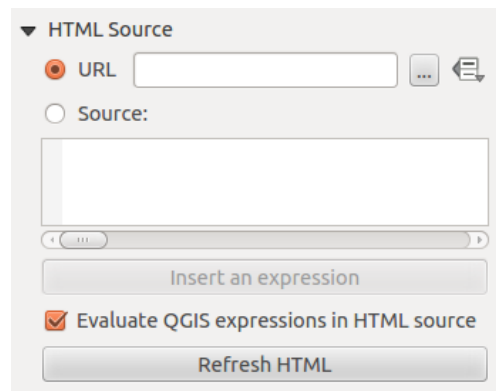 HTML Source
URL ...
Source:
Insert an expression
Evaluate QGIS expressions in HTML source
Refresh HTML